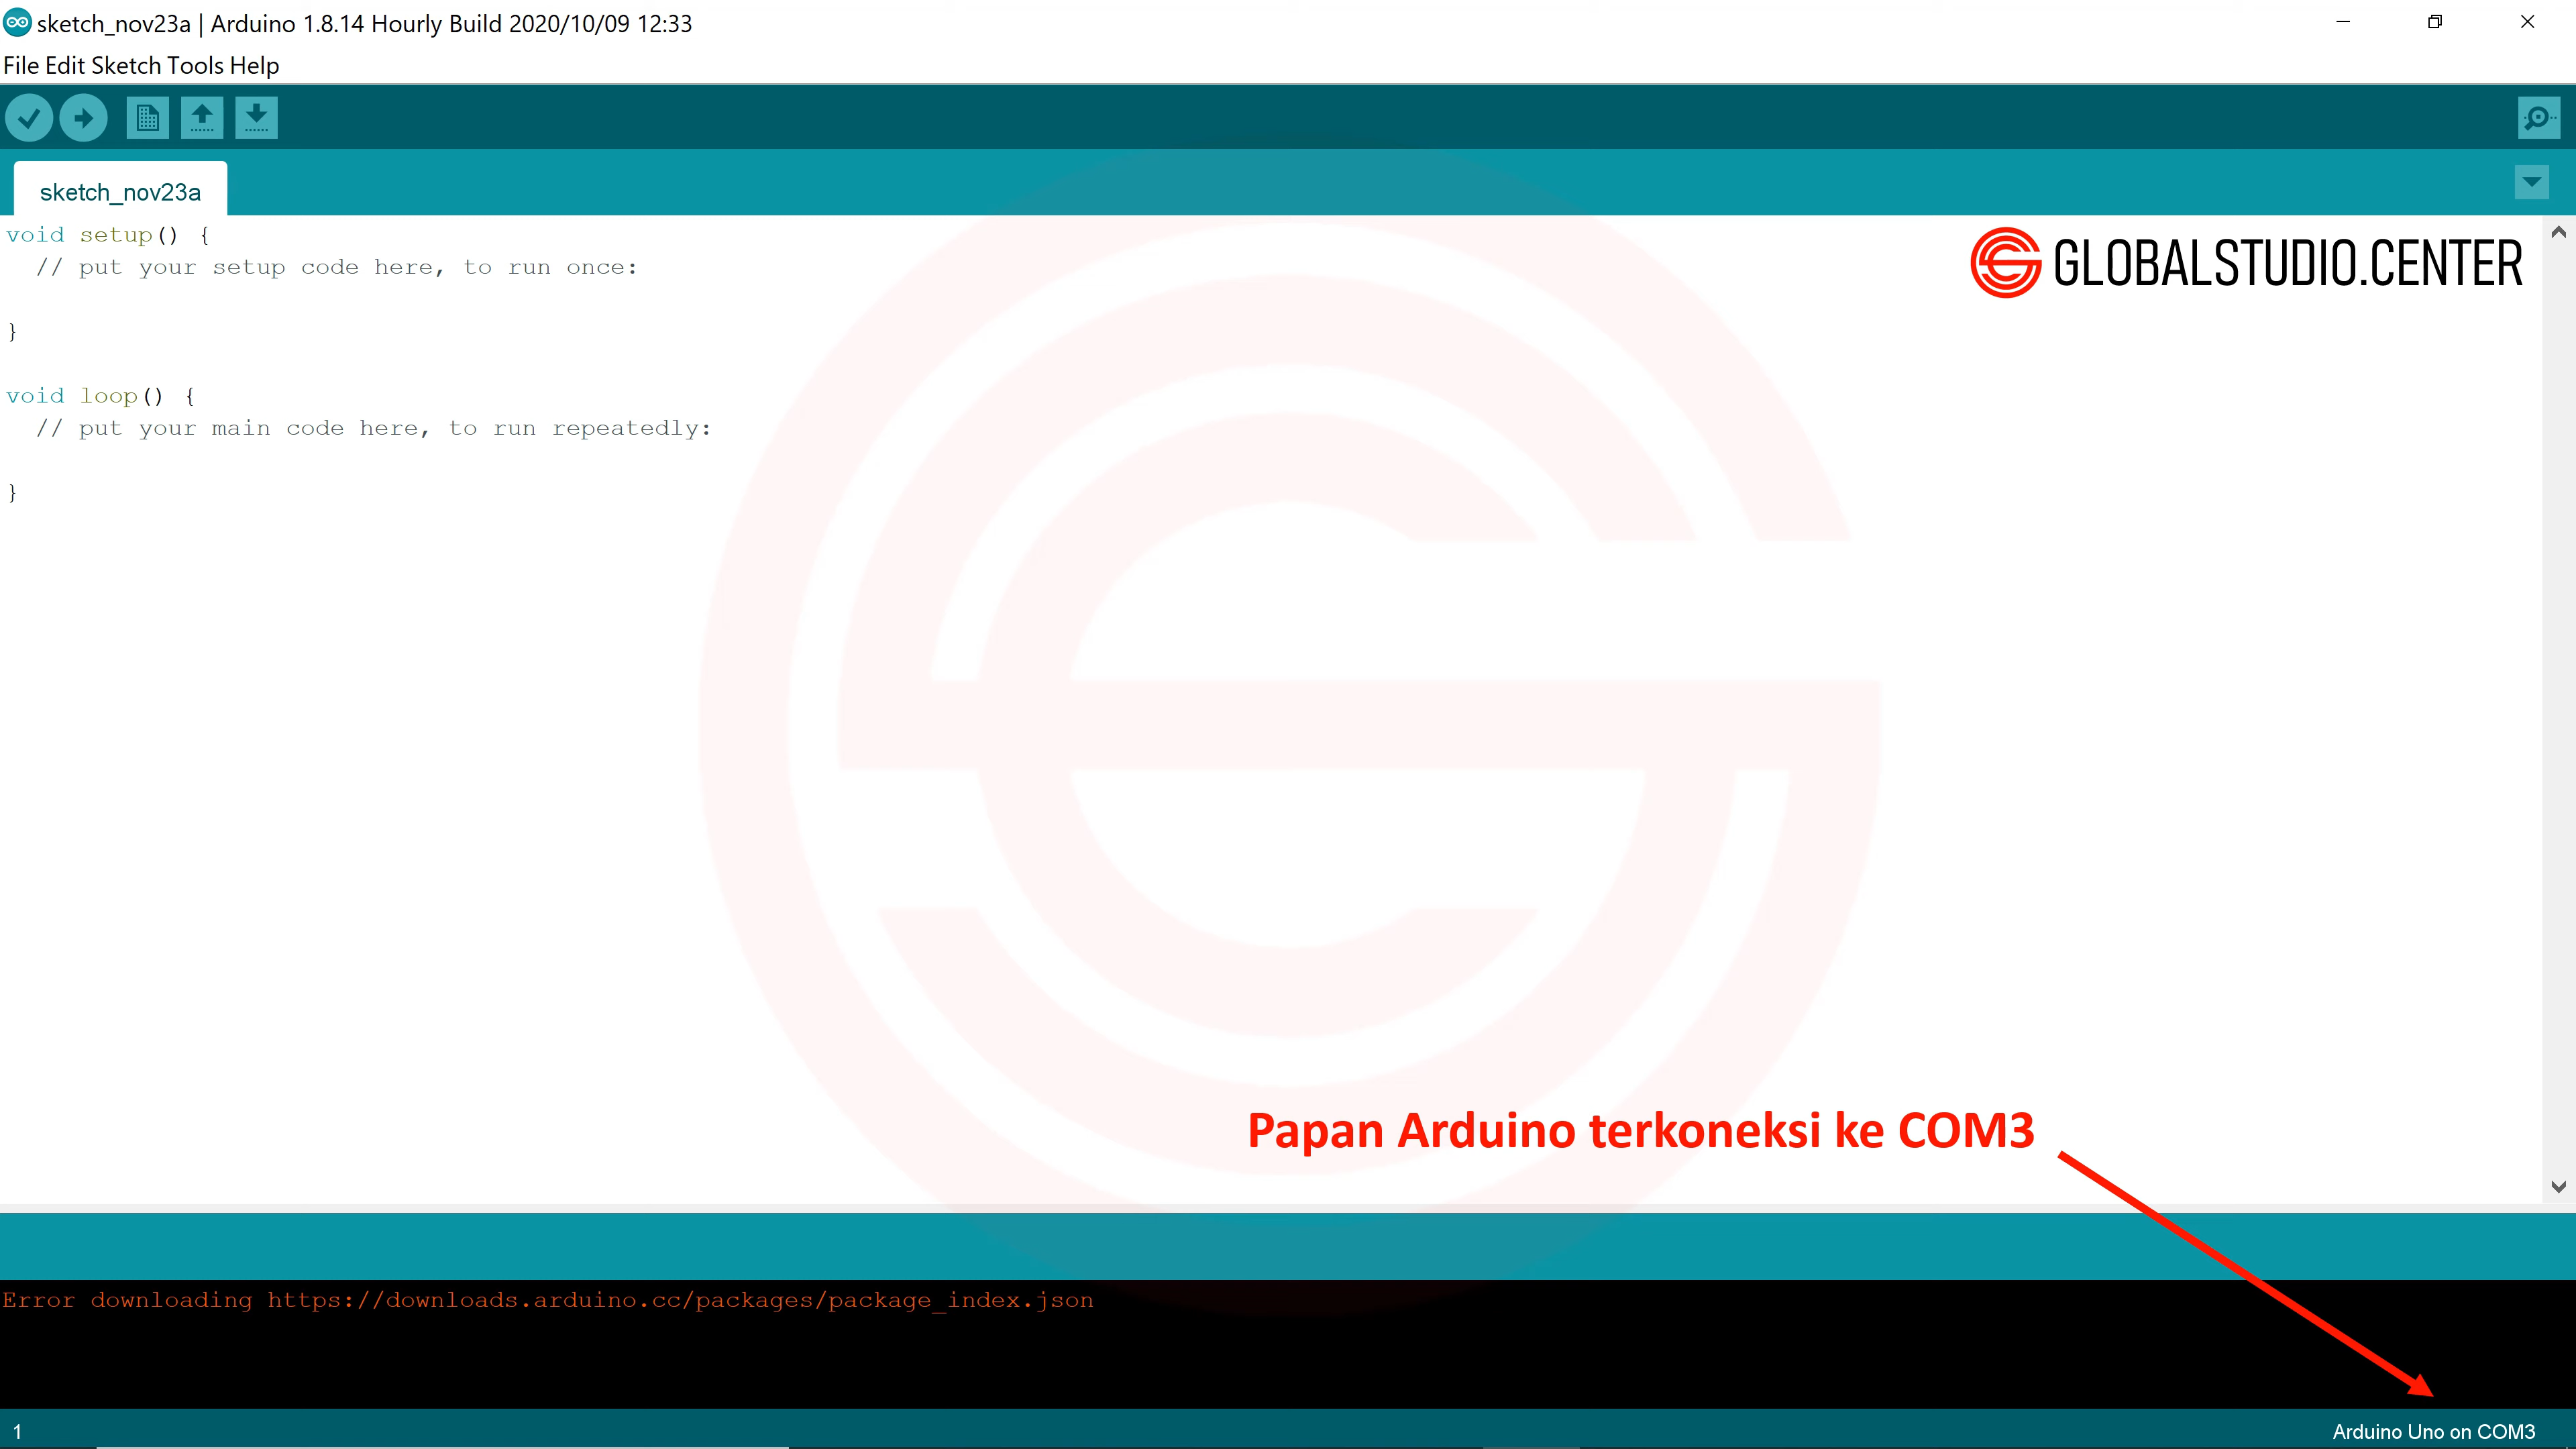 sketch_nov23a | Arduino 1.8.14 Hourly Build 2020/10/09 12:33
File Edit Sketch Tools Help
sketch_nov23a
void setup() {
  // put your setup code here, to run once:
GLOBALSTUDIO.CENTER
}
void loop() {
  // put your main code here, to run repeatedly:
}
Papan Arduino terkoneksi ke COM3
Error downloading https://downloads.arduino.cc/packages/package_index.json
1
Arduino Uno on COM3